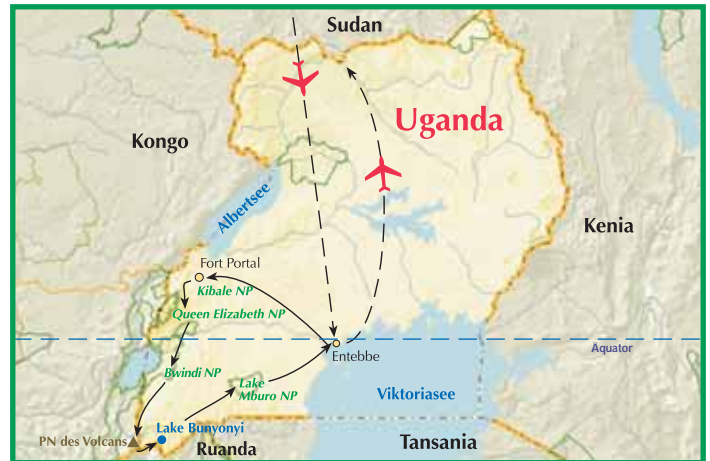 Sudan
Uganda
Kongo
Albertsee
Kenia
Fort Portal
Kibale NP
Queen Elizabeth NP
Entebbe
Äquator
Bwindi NP
Lake
Mburo NP
Viktoriasee
Lake Bunyonyi
PN des Volcans
Ruanda
Tansania